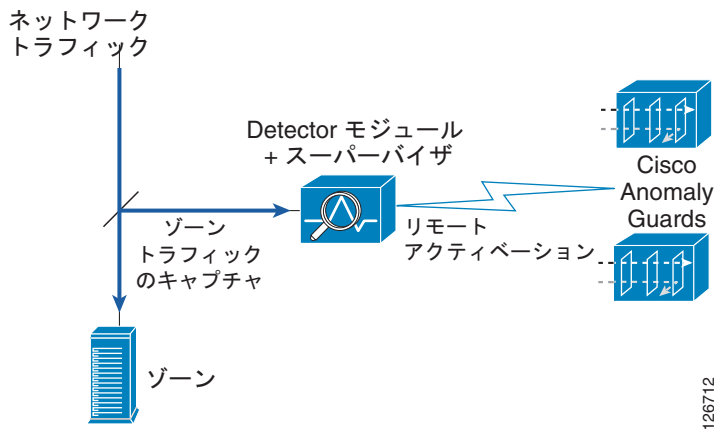 ネットワーク
トラフィック
Detector モジュール
+ スーパーバイザ
Cisco
Anomaly
Guards
ゾーン
トラフィック
のキャプチャ
リモート
アクティベーション
ゾーン
126712